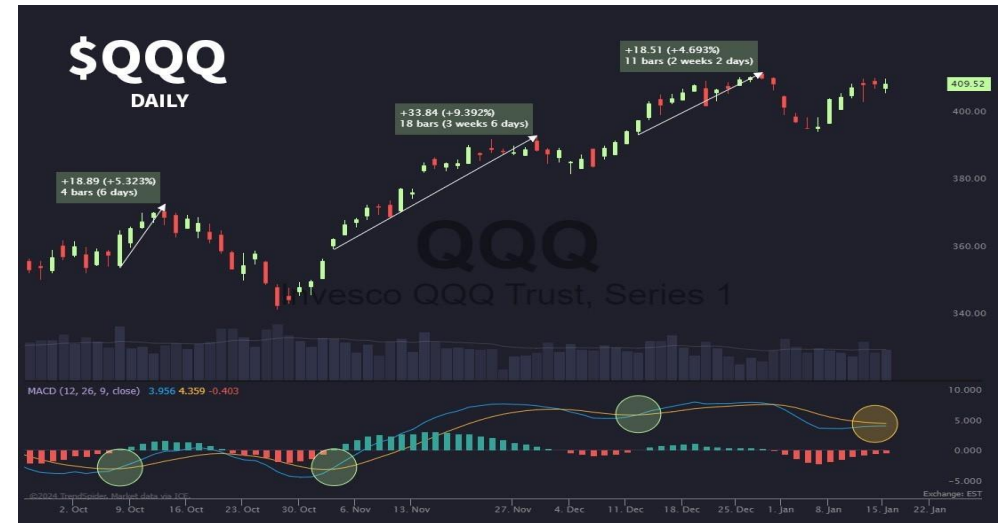 $QQQ
DAILY
+18.51 (+4.693%)
11 bars (2 weeks 2 days)
409.52
400.00
+33.84 (+9.392%)
18 bars (3 weeks 6 days)
380.00
+18.89 (+5.323%)
4 bars (6 days)
360.00
QQQ
Invesco QQQ Trust, Series 1
340.00
MACD (12, 26, 9, close) 3.956 4.359 -0.403
10.000
5.000
0.000
-5.000
©2024 TrendSpider. Market data via ICE.
Exchange: EST
2. Oct 9. Oct 16. Oct 23. Oct 30. Oct 6. Nov 13. Nov 27. Nov 4. Dec 11. Dec 18. Dec 25. Dec 1. Jan 8. Jan 15. Jan 22. Jan